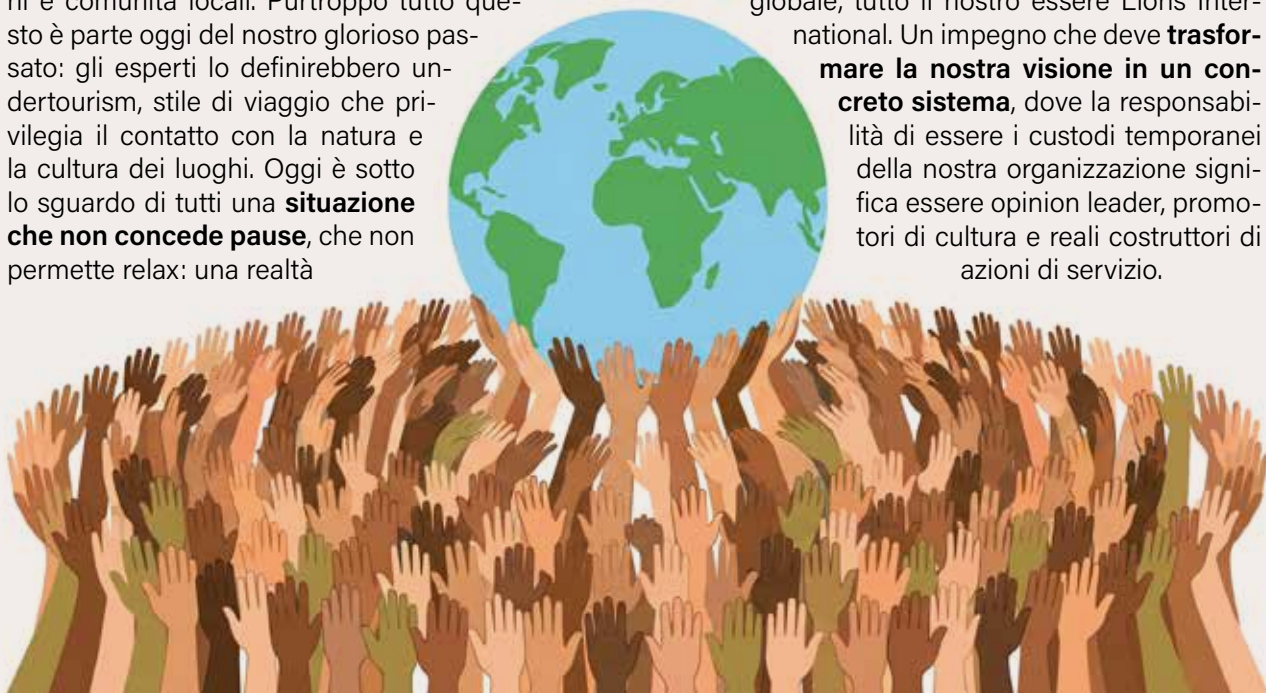 ni e comunità locali. Purtroppo tutto que-
sto è parte oggi del nostro glorioso pas-
sato: gli esperti lo definirebbero un-
dertourism, stile di viaggio che pri-
vilegia il contatto con la natura e
la cultura dei luoghi. Oggi è sotto
lo sguardo di tutti una situazione
che non concede pause, che non
permette relax: una realtà
globale, tutto il nostro essere Lions Inter-
national. Un impegno che deve trasfor-
mare la nostra visione in un con-
creto sistema, dove la responsabi-
lità di essere i custodi temporanei
della nostra organizzazione signi-
fica essere opinion leader, promo-
tori di cultura e reali costruttori di
azioni di servizio.